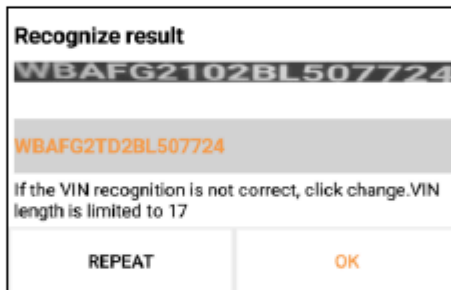 Recognize result
WBAFG2102BL507724
WBAFG2TD2BL507724
If the VIN recognition is not correct, click change.VIN
length is limited to 17
REPEAT
OK